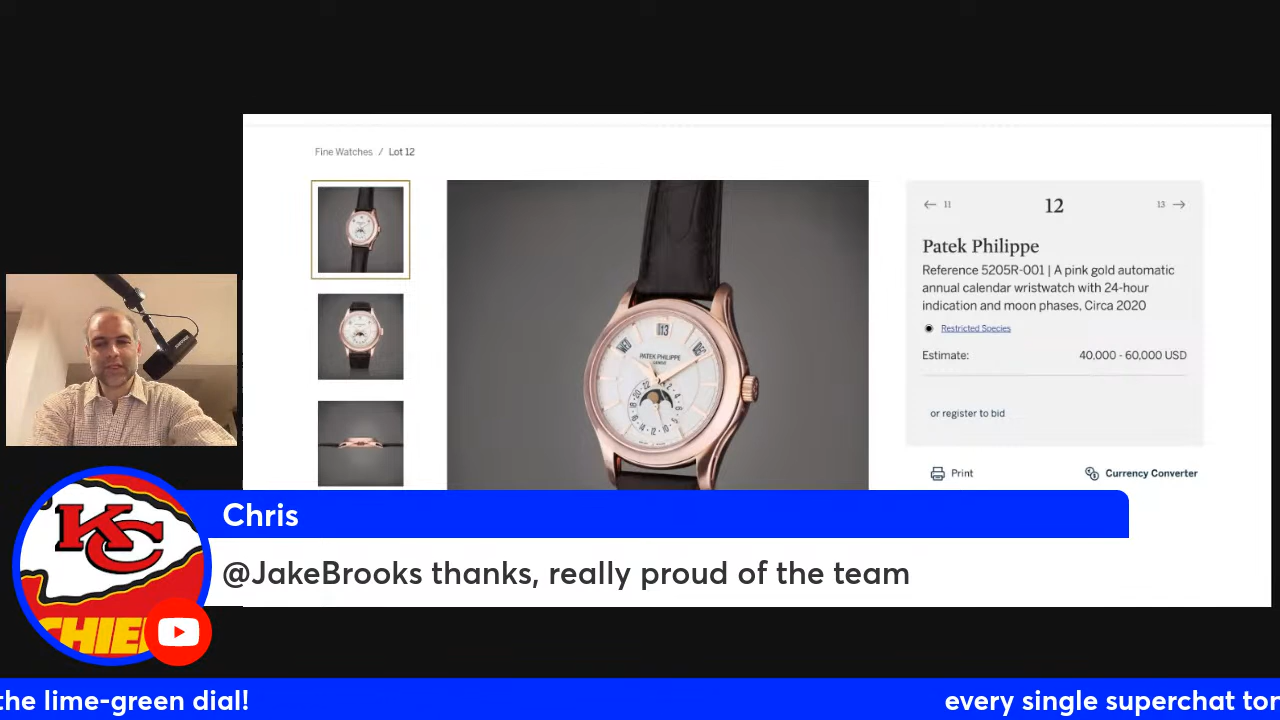 Fine Watches / Lot 12
11
12
13
Patek Philippe
Reference 5205R-001 | A pink gold automatic
annual calendar wristwatch with 24-hour
indication and moon phases, Circa 2020
Restricted Species
Estimate: 40,000 - 60,000 USD
or register to bid
Print
Currency Converter
PATEK PHILIPPE
13
KC
CHIE
Chris
@JakeBrooks thanks, really proud of the team
the lime-green dial! every single superchat tor